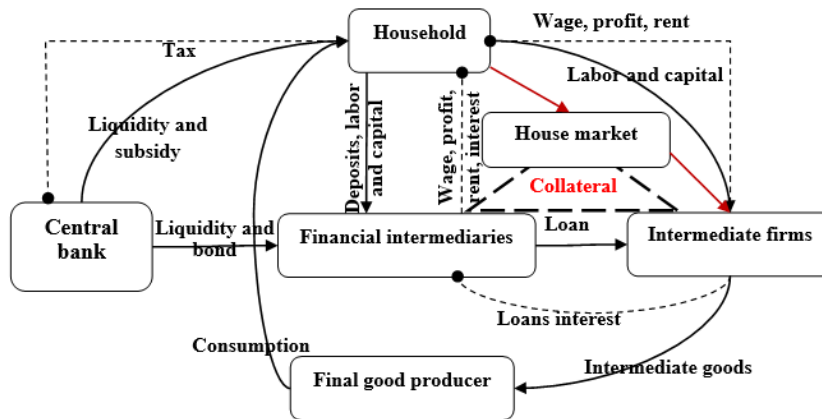 Household
Wage, profit, rent
Tax
Labor and capital
Liquidity and
subsidy
Deposits, labor
and capital
Wage, profit,
rent, interest
House market
Collateral
Central
bank
Liquidity and
bond
Financial intermediaries
Loan
Intermediate firms
Loans interest
Consumption
Final good producer
Intermediate goods